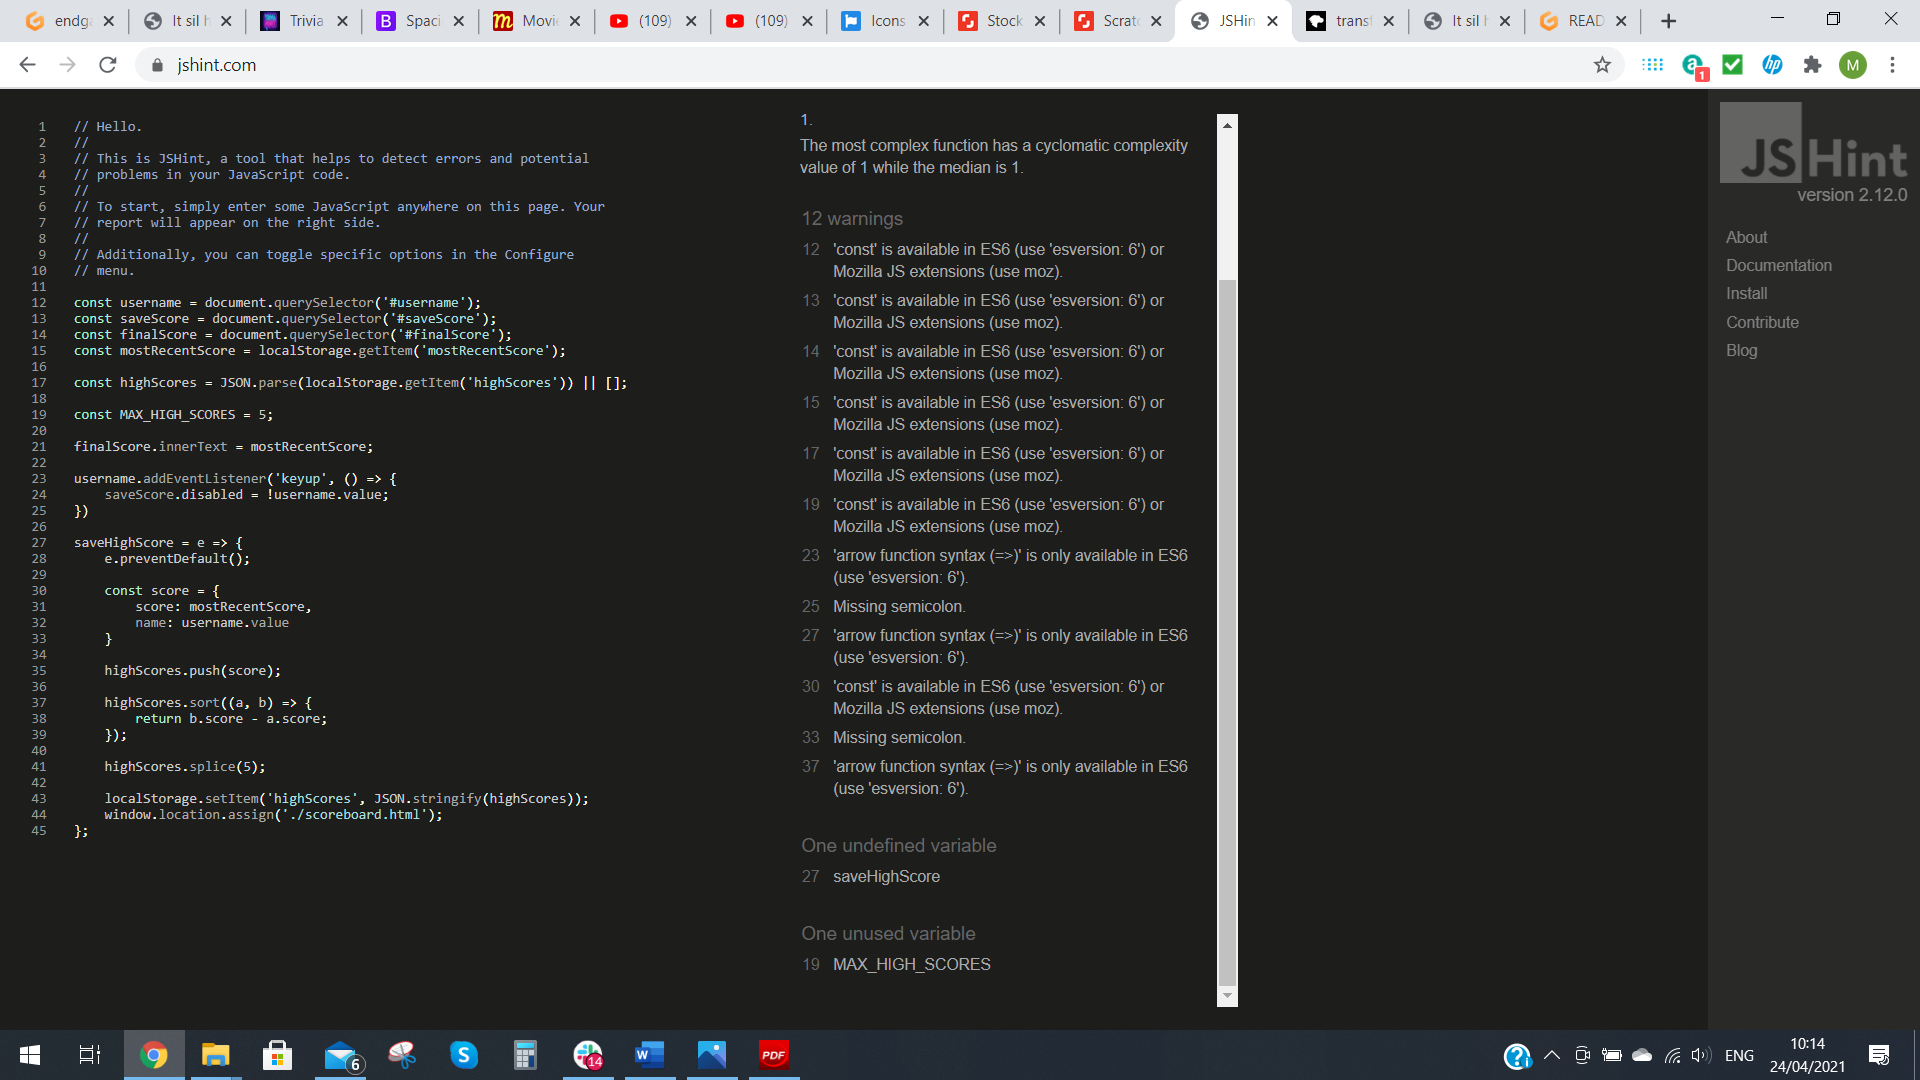 endg
It sil h
Trivia
Spaci
Movie
(109)
(109)
Icons
Stock
Scrat
JSHin
trans
It sil h
READ
jshint.com
1
M
1 // Hello.
2 //
3 // This is JSHint, a tool that helps to detect errors and potential
4 // problems in your JavaScript code.
5 //
6 // To start, simply enter some JavaScript anywhere on this page. Your
7 // report will appear on the right side.
8 //
9 // Additionally, you can toggle specific options in the Configure
10 // menu.
11
12 const username = document.querySelector('#username');
13 const saveScore = document.querySelector('#saveScore');
14 const finalScore = document.querySelector('#finalScore');
15 const mostRecentScore = localStorage.getItem('mostRecentScore');
16
17 const highScores = JSON.parse(localStorage.getItem('highScores')) || [];
18
19 const MAX_HIGH_SCORES = 5;
20
21 finalScore.innerText = mostRecentScore;
22
23 username.addEventListener('keyup', () => {
24 saveScore.disabled = !username.value;
25 })
26
27 saveHighScore = e => {
28 e.preventDefault();
29
30 const score = {
31 score: mostRecentScore,
32 name: username.value
33 }
34
35 highScores.push(score);
36
37 highScores.sort((a, b) => {
38 return b.score - a.score;
39 });
40
41 highScores.splice(5);
42
43 localStorage.setItem('highScores', JSON.stringify(highScores));
44 window.location.assign('./scoreboard.html');
45 };
1.
The most complex function has a cyclomatic complexity
value of 1 while the median is 1.
12 warnings
12 'const' is available in ES6 (use 'esversion: 6') or
Mozilla JS extensions (use moz).
13 'const' is available in ES6 (use 'esversion: 6') or
Mozilla JS extensions (use moz).
14 'const' is available in ES6 (use 'esversion: 6') or
Mozilla JS extensions (use moz).
15 'const' is available in ES6 (use 'esversion: 6') or
Mozilla JS extensions (use moz).
17 'const' is available in ES6 (use 'esversion: 6') or
Mozilla JS extensions (use moz).
19 'const' is available in ES6 (use 'esversion: 6') or
Mozilla JS extensions (use moz).
23 'arrow function syntax (=>)' is only available in ES6
(use 'esversion: 6').
25 Missing semicolon.
27 'arrow function syntax (=>)' is only available in ES6
(use 'esversion: 6').
30 'const' is available in ES6 (use 'esversion: 6') or
Mozilla JS extensions (use moz).
33 Missing semicolon.
37 'arrow function syntax (=>)' is only available in ES6
(use 'esversion: 6').
One undefined variable
27 saveHighScore
One unused variable
19 MAX_HIGH_SCORES
JS Hint
version 2.12.0
About
Documentation
Install
Contribute
Blog
6
14
PDF
ENG
10:14
24/04/2021